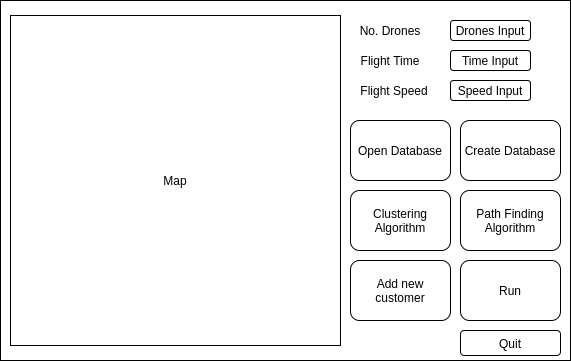 No. Drones
Drones Input
Flight Time
Time Input
Flight Speed
Speed Input
Map
Open Database
Create Database
Clustering
Algorithm
Path Finding
Algorithm
Add new
customer
Run
Quit